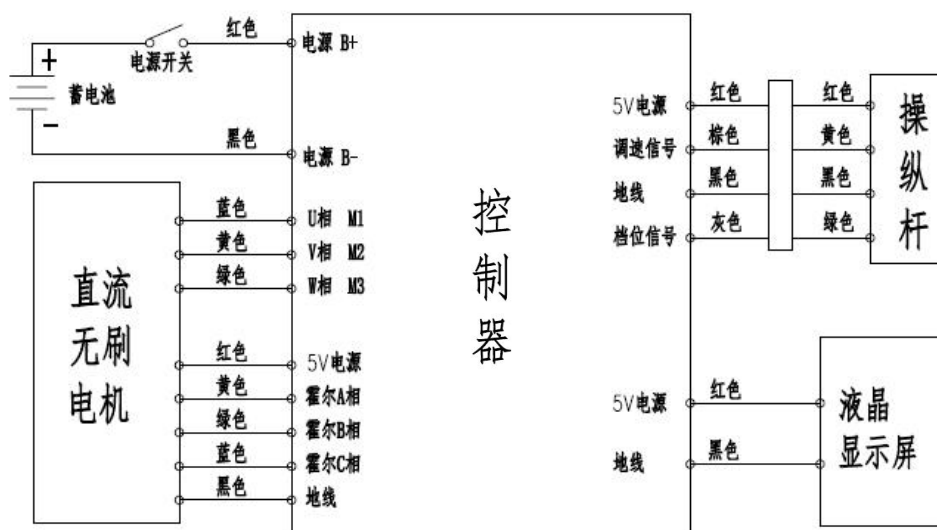 红色
电源 B+
电源开关
+
蓄电池
-
黑色
电源 B-
蓝色
U相 M1
黄色
V相 M2
绿色
W相 M3
直流
无刷
电机
红色
5V电源
黄色
霍尔A相
绿色
霍尔B相
蓝色
霍尔C相
黑色
地线
控
制
器
5V电源
红色
红色
调速信号
棕色
黄色
地线
黑色
黑色
档位信号
灰色
绿色
操
纵
杆
5V电源
红色
地线
黑色
液晶
显示屏